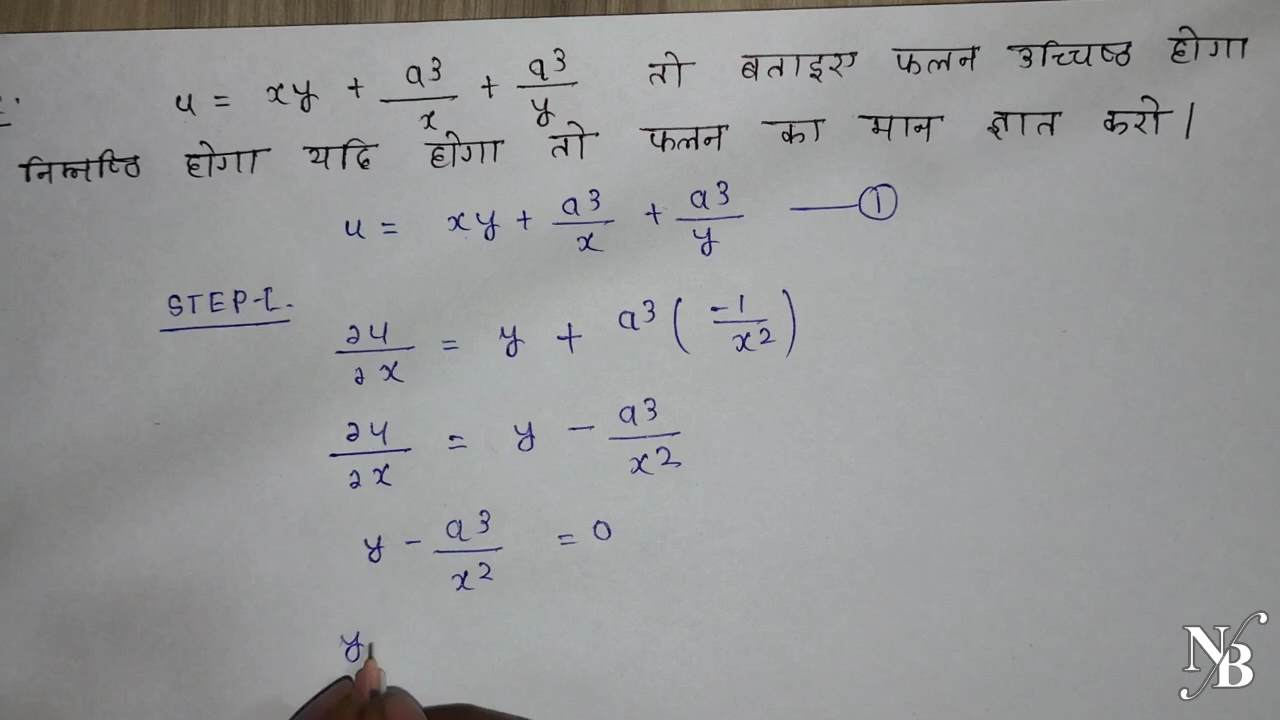 u = xy + a3/x + a3/y तो बताइए फलन उच्चिष्ठ होगा
निम्नष्ठि होगा यदि होगा तो फलन का मान ज्ञात करो।
u = xy + a3/x + a3/y —①
STEP-I.
∂u/∂x = y + a3(-1/x2)
∂u/∂x = y - a3/x2
y - a3/x2 = 0
y
NB